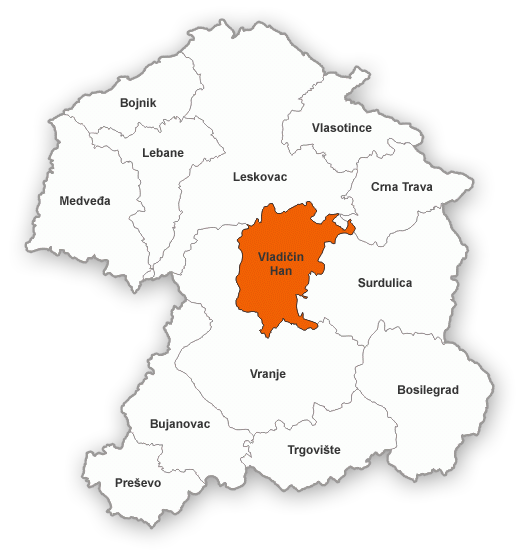 Bojnik
Vlasotince
Lebane
Leskovac
Crna Trava
Medveđa
Vladičin
Han
Surdulica
Vranje
Bosilegrad
Bujanovac
Trgovište
Preševo